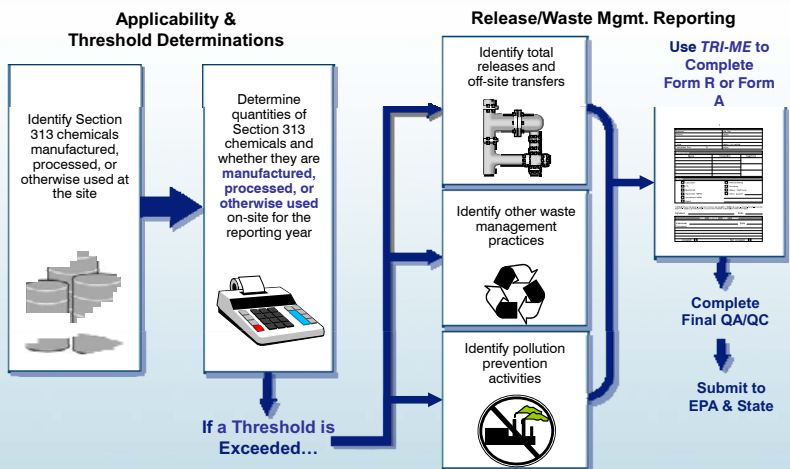 Applicability &
Threshold Determinations
Identify Section
313 chemicals
manufactured,
processed, or
otherwise used at
the site
Determine
quantities of
Section 313
chemicals and
whether they are
manufactured,
processed, or
otherwise used
on-site for the
reporting year
If a Threshold is
Exceeded…
Release/Waste Mgmt. Reporting
Identify total
releases and
off-site transfers
Identify other waste
management
practices
Identify pollution
prevention
activities
Use TRI-ME to
Complete
Form R or Form
A
Complete
Final QA/QC
Submit to
EPA & State